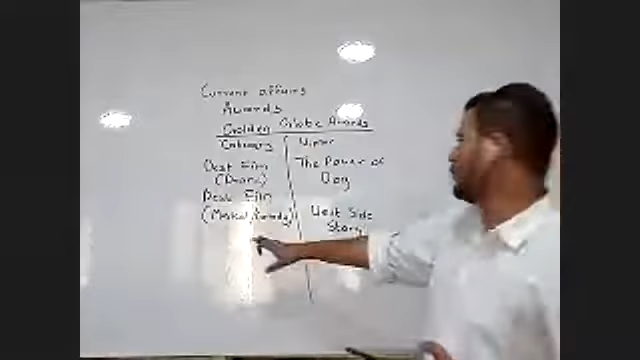 Current affairs
Awards
Golden Globe Awards
Category Winner
Best Film The Power of
(Drama) Dog
Best Film
(Musical/Comedy) West Side
Story